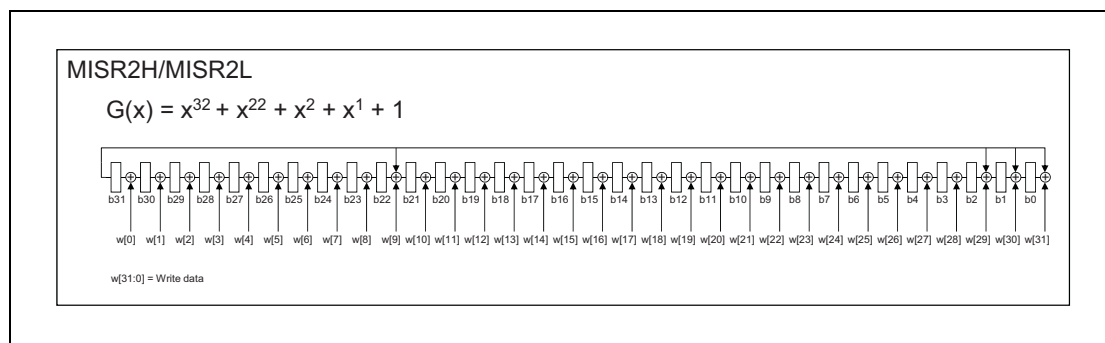 MISR2H/MISR2L
G(x) = x³² + x²² + x² + x¹ + 1
b31 b30 b29 b28 b27 b26 b25 b24 b23 b22 b21 b20 b19 b18 b17 b16 b15 b14 b13 b12 b11 b10 b9 b8 b7 b6 b5 b4 b3 b2 b1 b0
w[0] w[1] w[2] w[3] w[4] w[5] w[6] w[7] w[8] w[9] w[10] w[11] w[12] w[13] w[14] w[15] w[16] w[17] w[18] w[19] w[20] w[21] w[22] w[23] w[24] w[25] w[26] w[27] w[28] w[29] w[30] w[31]
w[31:0] = Write data